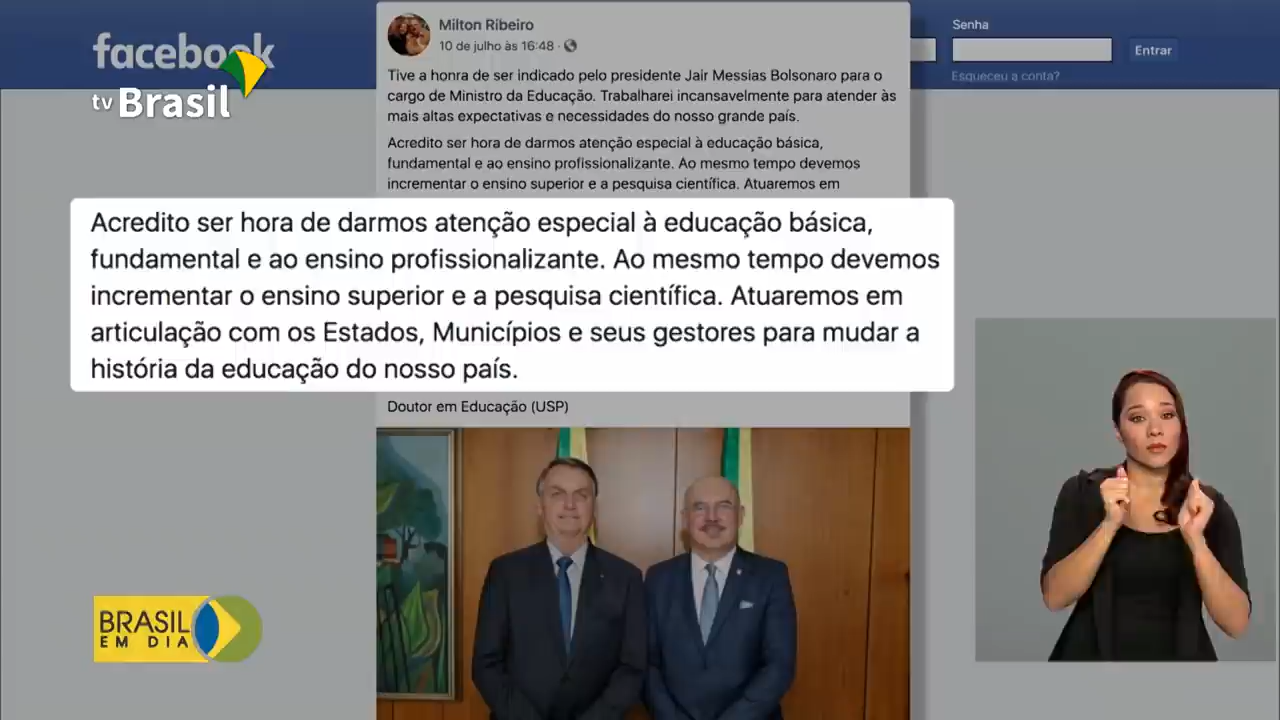 facebook
tv Brasil
Milton Ribeiro
10 de julho às 16:48 ·
Senha
Entrar
Esqueceu a conta?
Tive a honra de ser indicado pelo presidente Jair Messias Bolsonaro para o
cargo de Ministro da Educação. Trabalharei incansavelmente para atender às
mais altas expectativas e necessidades do nosso grande país.
Acredito ser hora de darmos atenção especial à educação básica,
fundamental e ao ensino profissionalizante. Ao mesmo tempo devemos
incrementar o ensino superior e a pesquisa científica. Atuaremos em
Acredito ser hora de darmos atenção especial à educação básica,
fundamental e ao ensino profissionalizante. Ao mesmo tempo devemos
incrementar o ensino superior e a pesquisa científica. Atuaremos em
articulação com os Estados, Municípios e seus gestores para mudar a
história da educação do nosso país.
Doutor em Educação (USP)
BRASIL
EM DIA